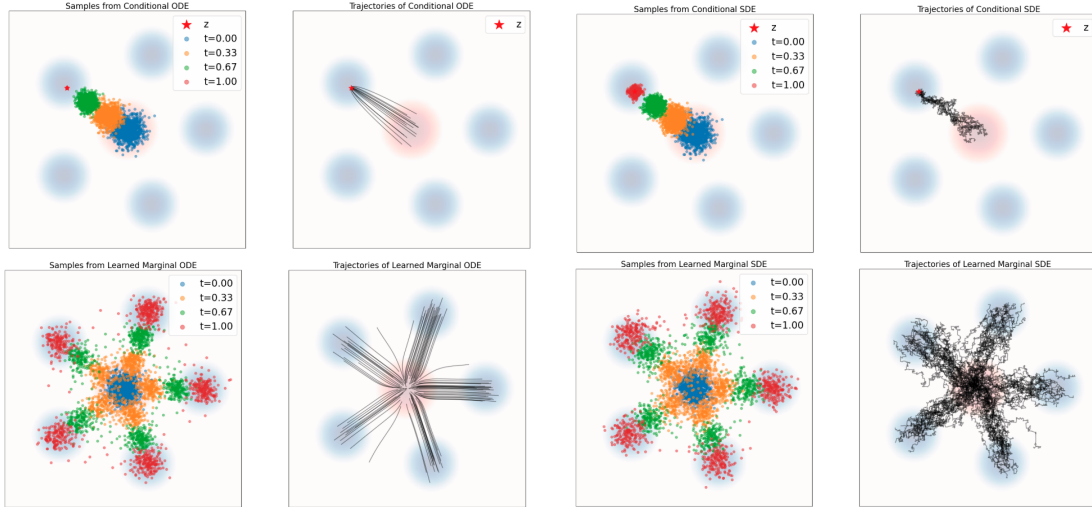 Samples from Conditional ODE
z
t=0.00
t=0.33
t=0.67
t=1.00
Trajectories of Conditional ODE
z
Samples from Conditional SDE
z
t=0.00
t=0.33
t=0.67
t=1.00
Trajectories of Conditional SDE
z
Samples from Learned Marginal ODE
t=0.00
t=0.33
t=0.67
t=1.00
Trajectories of Learned Marginal ODE
Samples from Learned Marginal SDE
t=0.00
t=0.33
t=0.67
t=1.00
Trajectories of Learned Marginal SDE